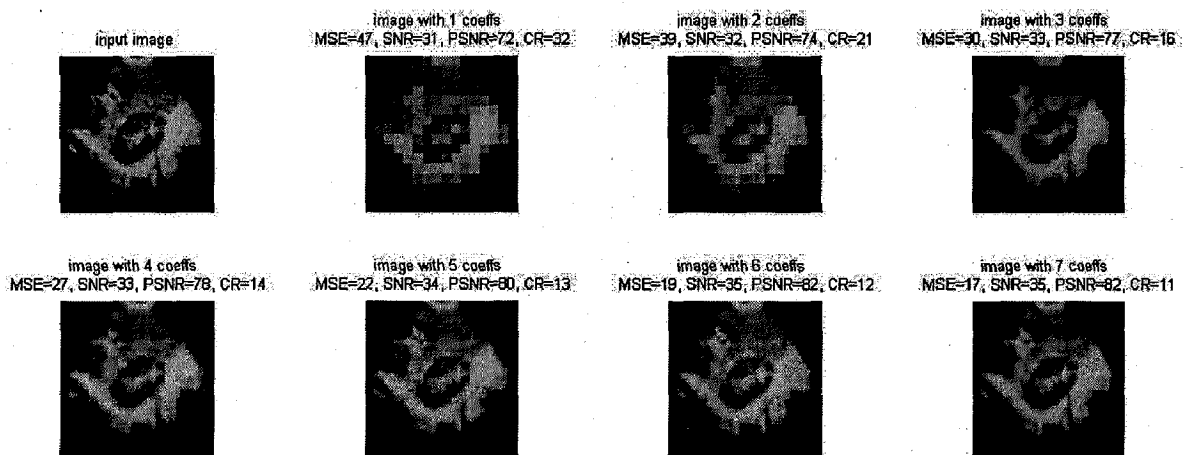 input image
image with 1 coeffs
MSE=47, SNR=31, PSNR=72, CR=32
image with 2 coeffs
MSE=39, SNR=32, PSNR=74, CR=21
image with 3 coeffs
MSE=30, SNR=33, PSNR=77, CR=16
image with 4 coeffs
MSE=27, SNR=33, PSNR=78, CR=14
image with 5 coeffs
MSE=22, SNR=34, PSNR=80, CR=13
image with 6 coeffs
MSE=19, SNR=35, PSNR=82, CR=12
image with 7 coeffs
MSE=17, SNR=35, PSNR=82, CR=11